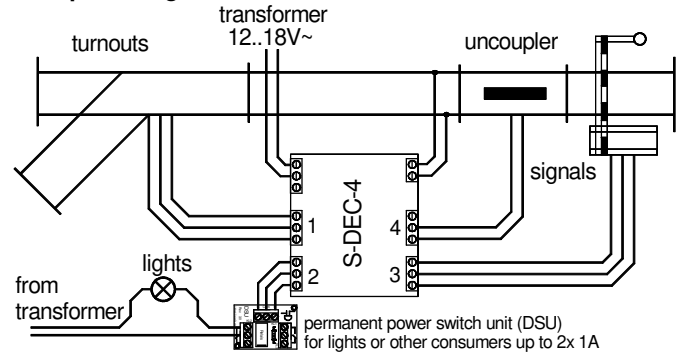 transformer
12..18V~
turnouts
uncoupler
signals
S-DEC-4
1
4
2
3
lights
from
transformer
permanent power switch unit (DSU)
for lights or other consumers up to 2x 1A